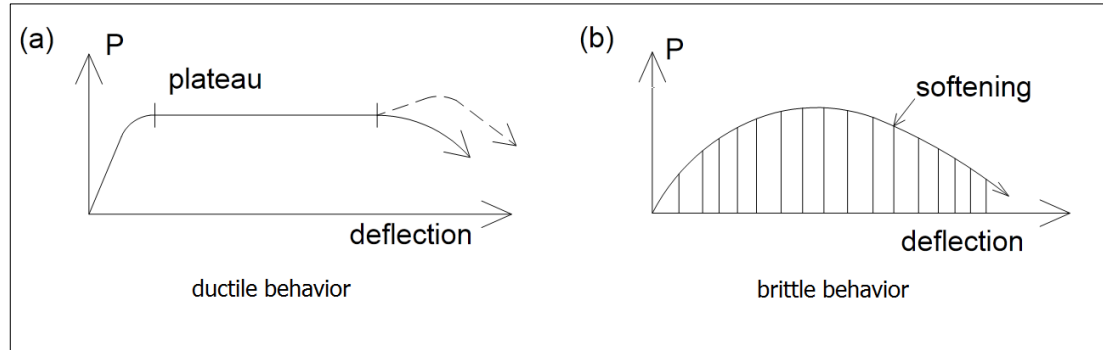 (a)
P
plateau
deflection
ductile behavior
(b)
P
softening
deflection
brittle behavior